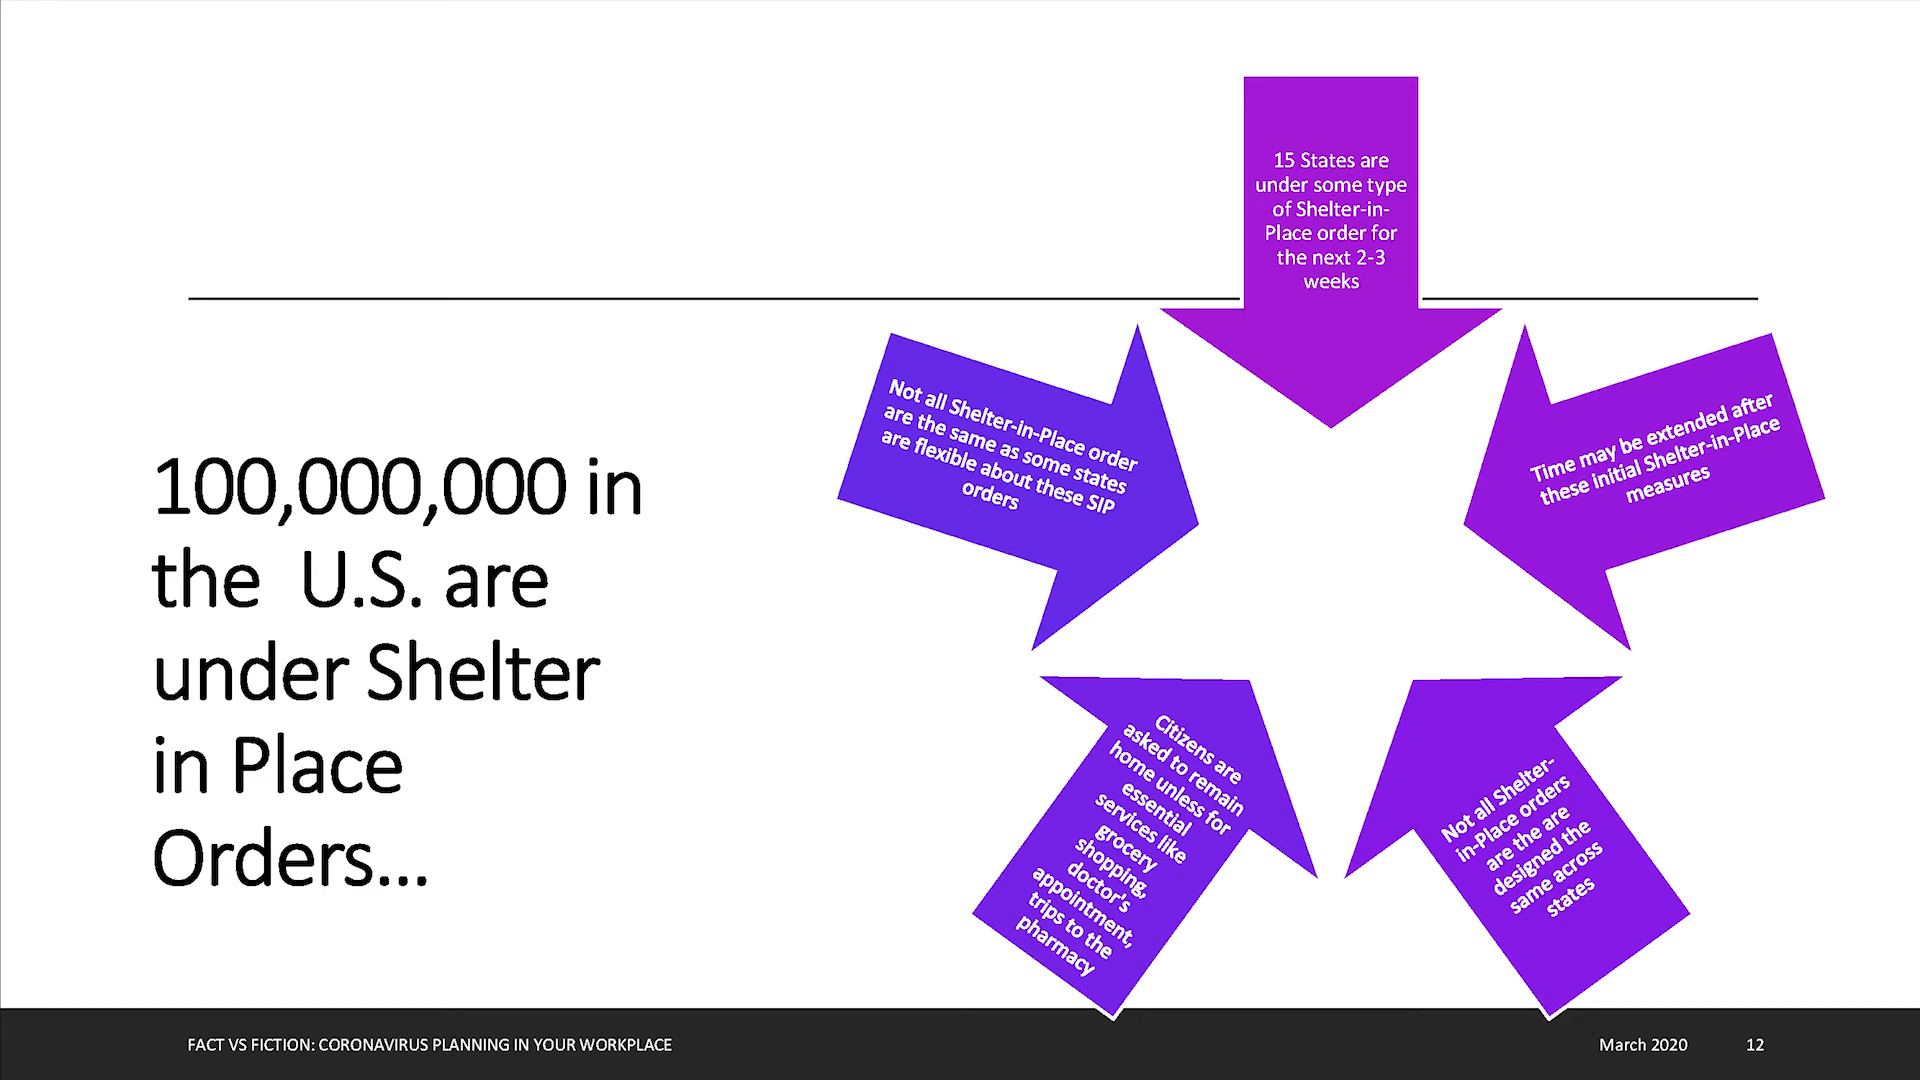 100,000,000 in
the  U.S. are
under Shelter
in Place
Orders…
15 States are
under some type
of Shelter-in-
Place order for
the next 2-3
weeks
Time may be extended after
these initial Shelter-in-Place
measures
Not all Shelter-
in-Place orders
are the are
designed the
same across
states
Citizens are
asked to remain
home unless for
essential
services like
grocery
shopping,
doctor's
appointment,
trips to the
pharmacy
Not all Shelter-in-Place order
are the same as some states
are flexible about these SIP
orders
FACT VS FICTION: CORONAVIRUS PLANNING IN YOUR WORKPLACE
March 2020
12